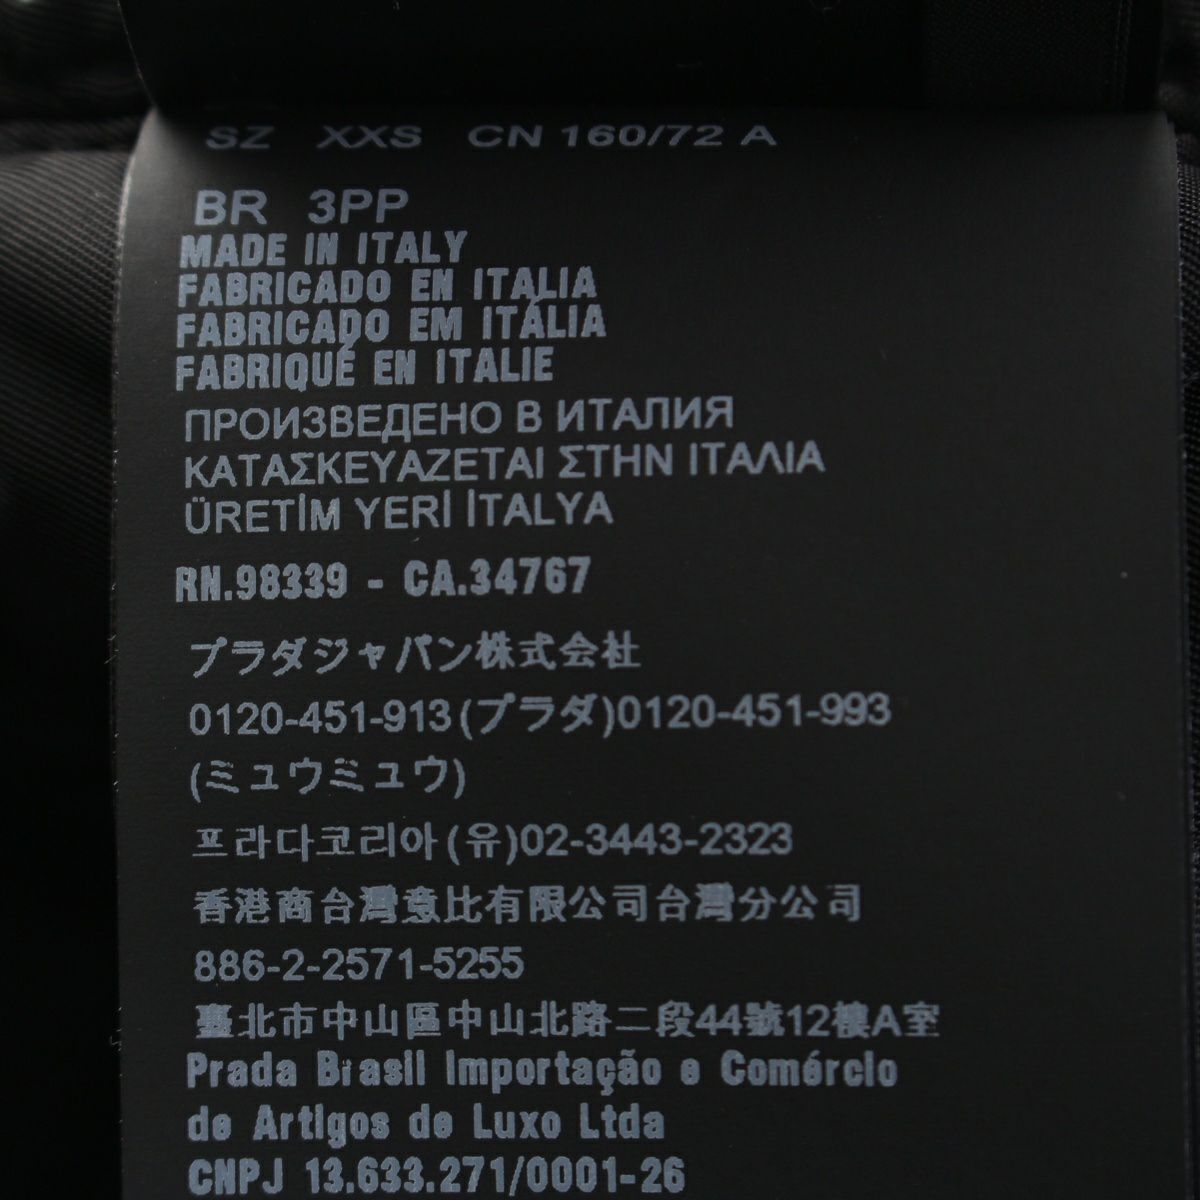 SZ XXS CN 160/72 A
BR 3PP
MADE IN ITALY
FABRICADO EN ITALIA
FABRICADO EM ITÁLIA
FABRIQUÉ EN ITALIE
ПРОИЗВЕДЕНО В ИТАЛИЯ
ΚΑΤΑΣΚΕΥΑΖΕΤΑΙ ΣΤΗΝ ΙΤΑΛΙΑ
ÜRETİM YERİ İTALYA
RN.98339 - CA.34767
プラダジャパン株式会社
0120-451-913(プラダ)0120-451-993
(ミュウミュウ)
프라다코리아(유)02-3443-2323
香港商台灣意比有限公司台灣分公司
886-2-2571-5255
臺北市中山區中山北路二段44號12樓A室
Prada Brasil Importação e Comércio
de Artigos de Luxo Ltda
CNPJ 13.633.271/0001-26